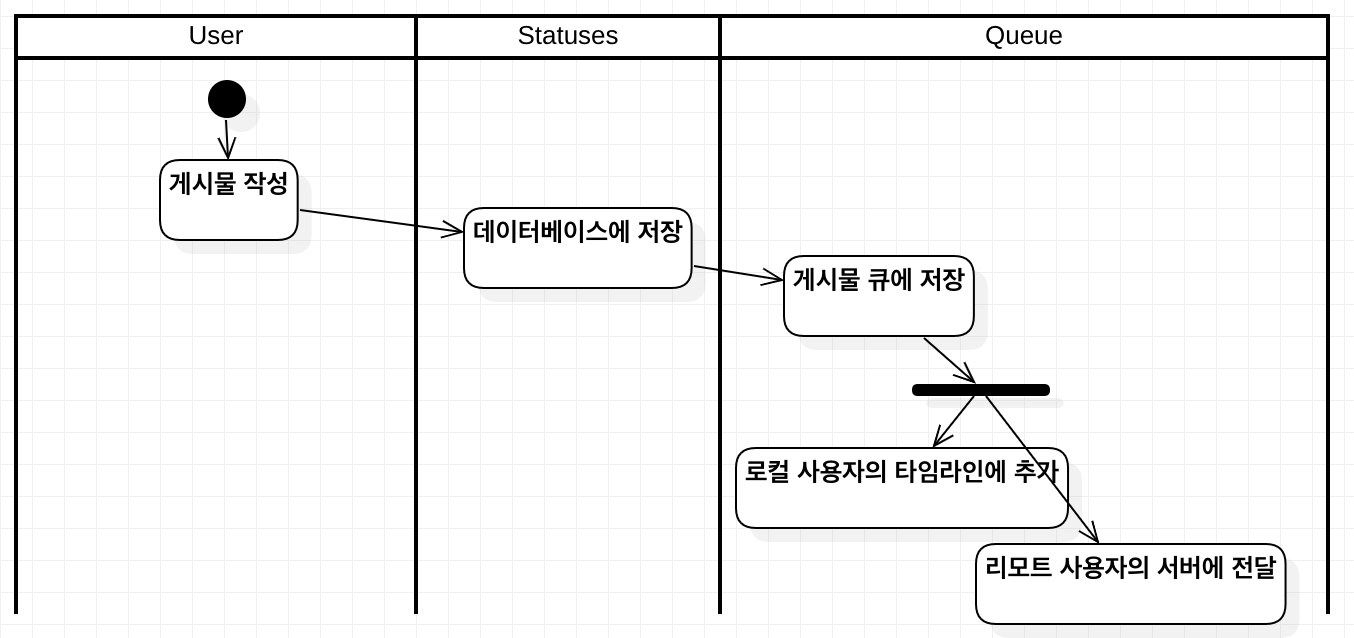 User
Statuses
Queue
게시물 작성
데이터베이스에 저장
게시물 큐에 저장
로컬 사용자의 타임라인에 추가
리모트 사용자의 서버에 전달